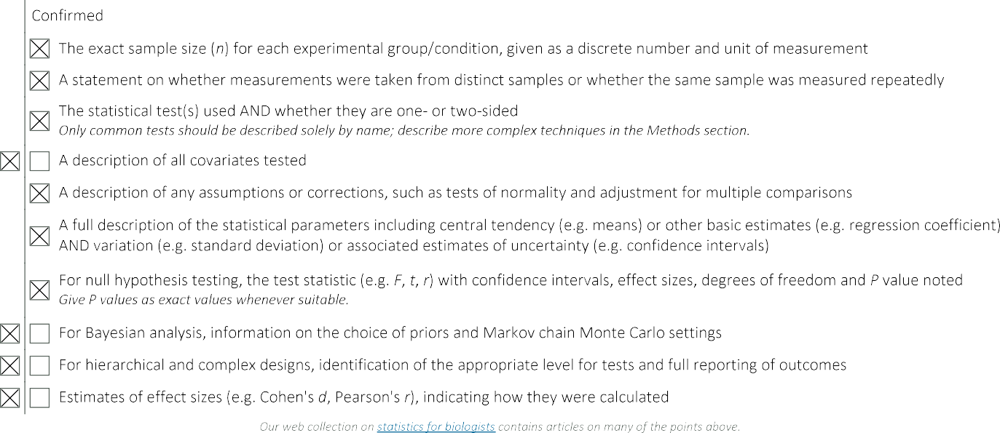 Confirmed
The exact sample size (n) for each experimental group/condition, given as a discrete number and unit of measurement
A statement on whether measurements were taken from distinct samples or whether the same sample was measured repeatedly
The statistical test(s) used AND whether they are one- or two-sided
Only common tests should be described solely by name; describe more complex techniques in the Methods section.
A description of all covariates tested
A description of any assumptions or corrections, such as tests of normality and adjustment for multiple comparisons
A full description of the statistical parameters including central tendency (e.g. means) or other basic estimates (e.g. regression coefficient)
AND variation (e.g. standard deviation) or associated estimates of uncertainty (e.g. confidence intervals)
For null hypothesis testing, the test statistic (e.g. F, t, r) with confidence intervals, effect sizes, degrees of freedom and P value noted
Give P values as exact values whenever suitable.
For Bayesian analysis, information on the choice of priors and Markov chain Monte Carlo settings
For hierarchical and complex designs, identification of the appropriate level for tests and full reporting of outcomes
Estimates of effect sizes (e.g. Cohen's d, Pearson's r), indicating how they were calculated
Our web collection on statistics for biologists contains articles on many of the points above.